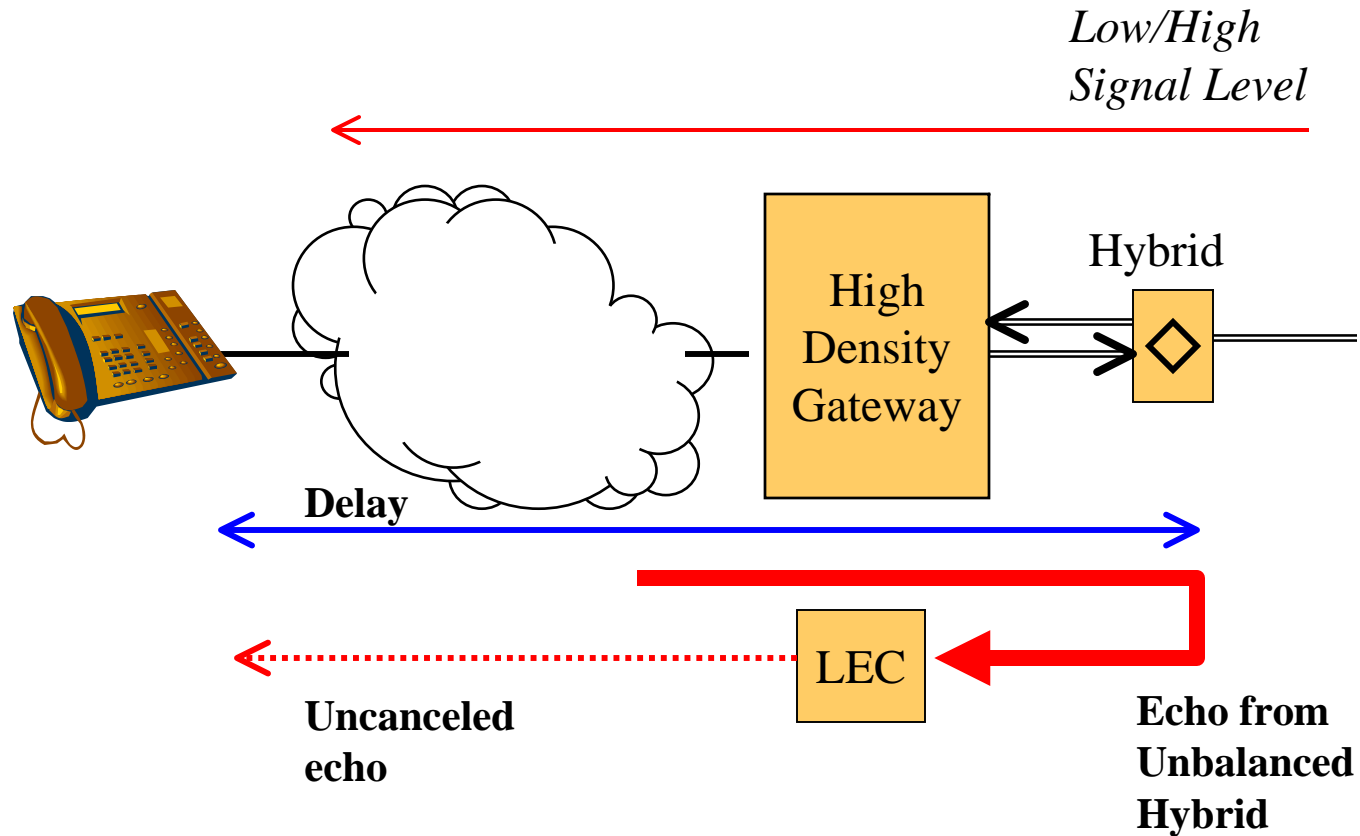 Low/High
Signal Level
Hybrid
High
Density
Gateway
Delay
LEC
Uncanceled
echo
Echo from
Unbalanced
Hybrid